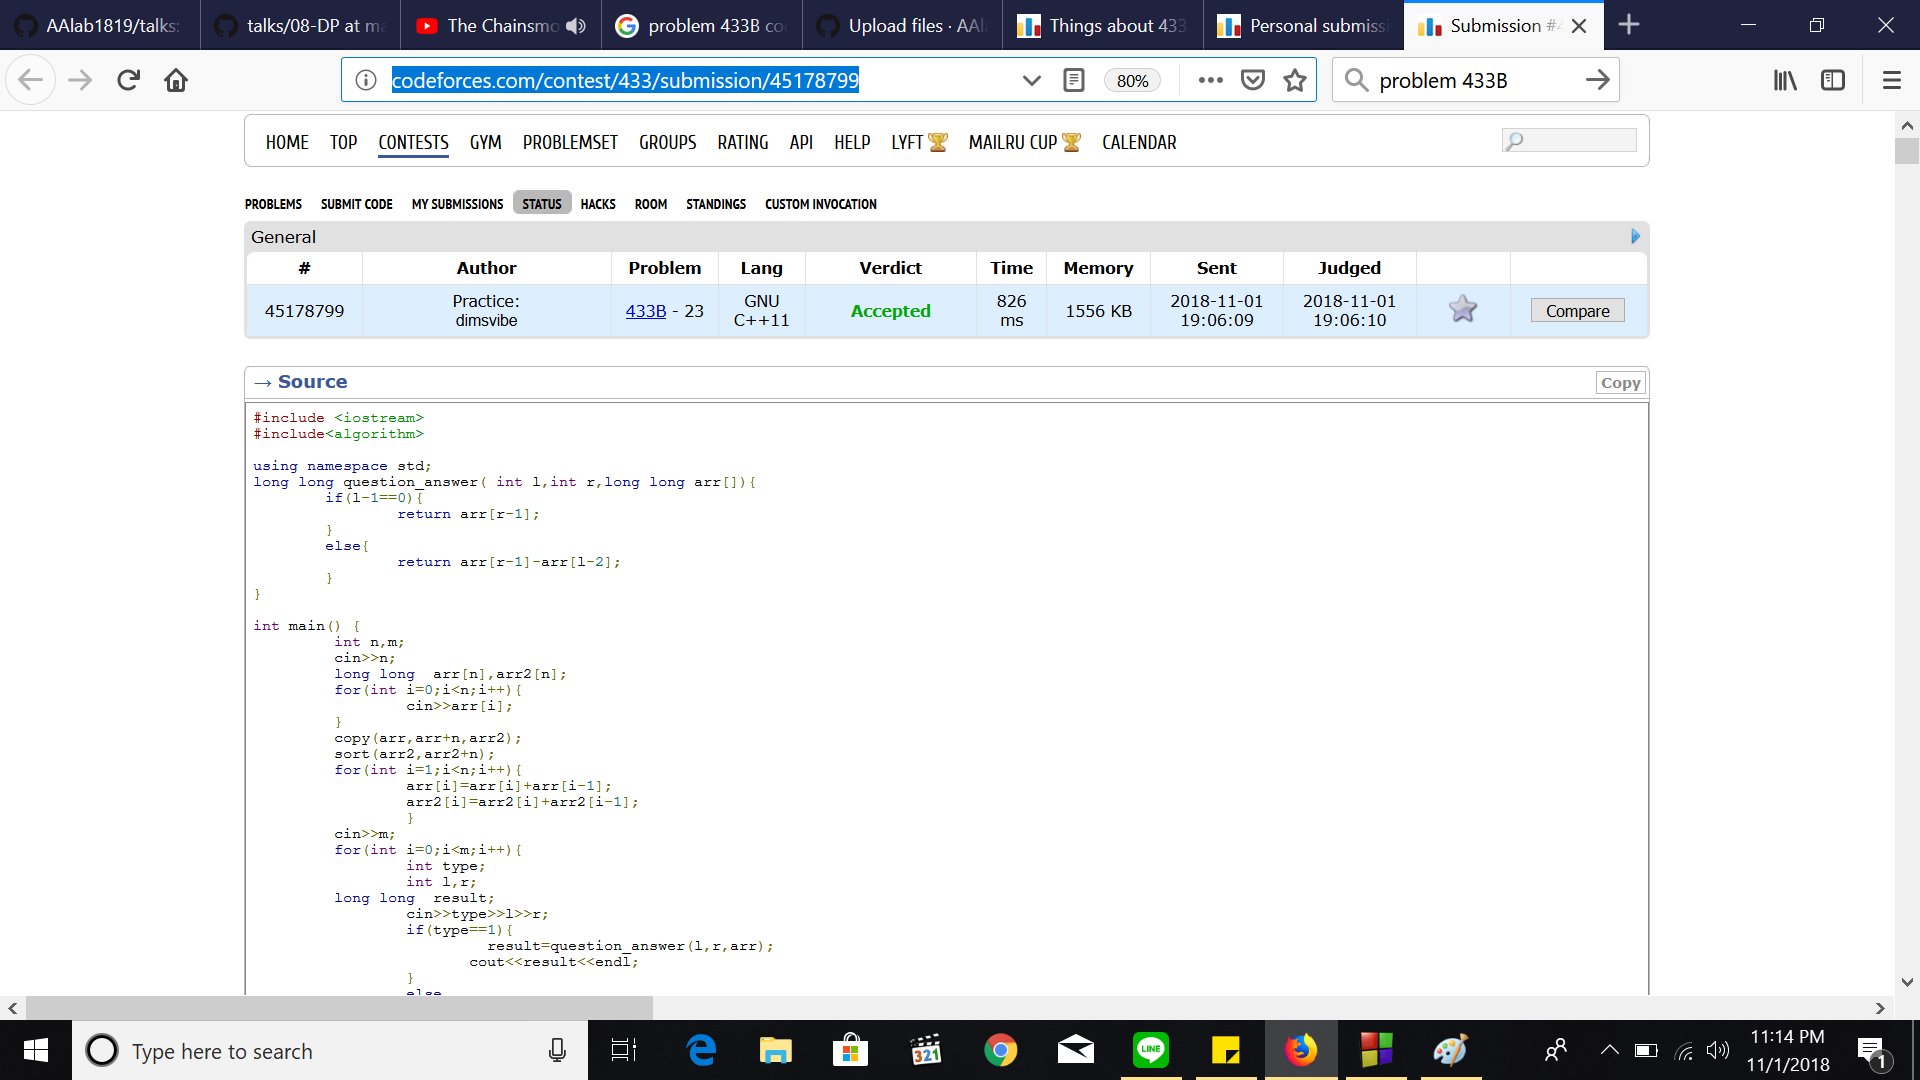 AAlab1819/talks:
talks/08-DP at ma
The Chainsmo
problem 433B co
Upload files · AAl
Things about 433
Personal submiss
Submission #4
codeforces.com/contest/433/submission/45178799
80%
problem 433B
HOME TOP CONTESTS GYM PROBLEMSET GROUPS RATING API HELP LYFT MAILRU CUP CALENDAR
PROBLEMS SUBMIT CODE MY SUBMISSIONS STATUS HACKS ROOM STANDINGS CUSTOM INVOCATION
General
# Author Problem Lang Verdict Time Memory Sent Judged
45178799 Practice: dimsvibe 433B - 23 GNU C++11 Accepted 826 ms 1556 KB 2018-11-01 19:06:09 2018-11-01 19:06:10 Compare
→ Source
Copy
#include <iostream>
#include<algorithm>
using namespace std;
long long question_answer( int l,int r,long long arr[]){
if(l-1==0){
return arr[r-1];
}
else{
return arr[r-1]-arr[l-2];
}
}
int main() {
int n,m;
cin>>n;
long long  arr[n],arr2[n];
for(int i=0;i<n;i++){
cin>>arr[i];
}
copy(arr,arr+n,arr2);
sort(arr2,arr2+n);
for(int i=1;i<n;i++){
arr[i]=arr[i]+arr[i-1];
arr2[i]=arr2[i]+arr2[i-1];
}
cin>>m;
for(int i=0;i<m;i++){
int type;
int l,r;
long long  result;
cin>>type>>l>>r;
if(type==1){
result=question_answer(l,r,arr);
cout<<result<<endl;
}
else
Type here to search
321
LINE
11:14 PM
11/1/2018
1